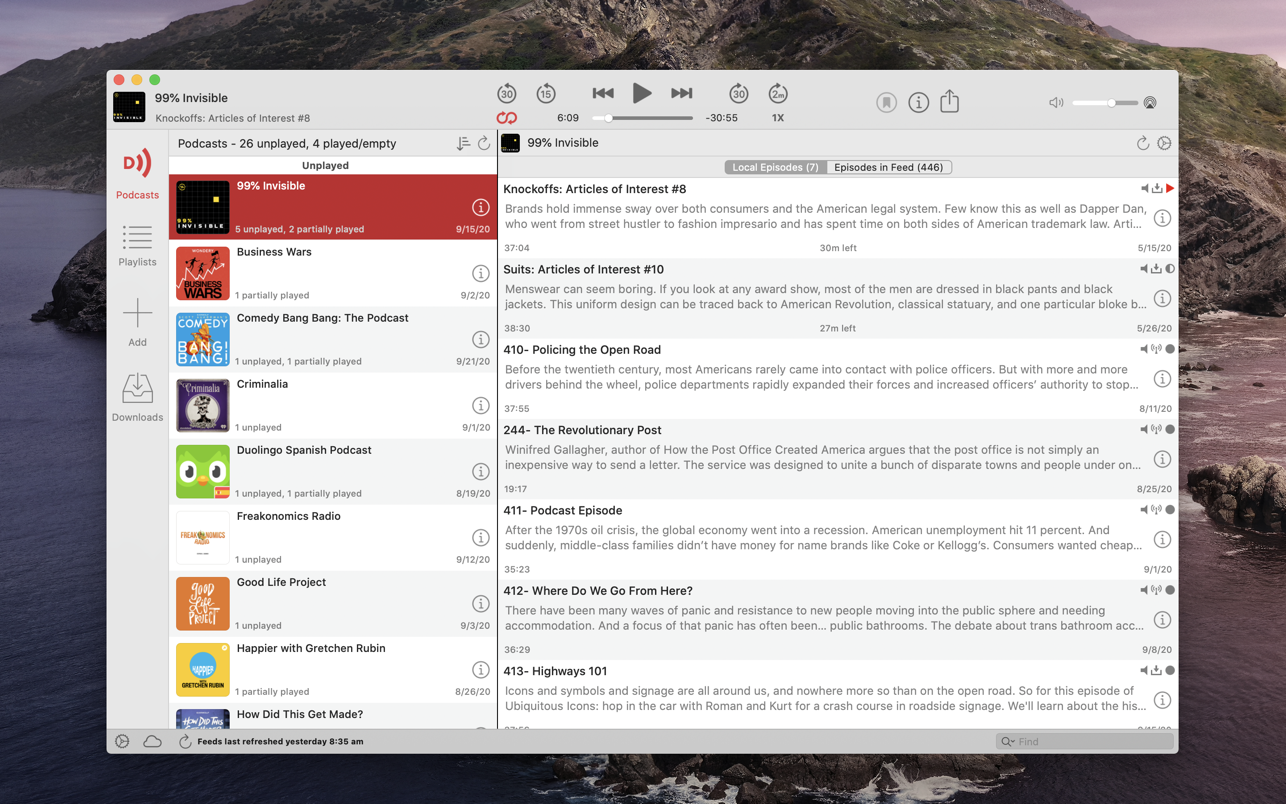 99% Invisible
Knockoffs: Articles of Interest #8
30
15
30
2m
6:09
-30:55
1X
Podcasts - 26 unplayed, 4 played/empty
99% Invisible
Podcasts
Playlists
Add
Downloads
Unplayed
99% Invisible
99%
INVISIBLE
5 unplayed, 2 partially played
9/15/20
Business Wars
BUSINESS
WARS
1 partially played
9/2/20
Comedy Bang Bang: The Podcast
COMEDY
BANG!
BANG!
1 unplayed, 1 partially played
9/21/20
Criminalia
Criminalia
1 unplayed
9/1/20
Duolingo Spanish Podcast
1 unplayed, 1 partially played
8/19/20
Freakonomics Radio
FREAKONOMICS
RADIO
1 unplayed
9/12/20
Good Life Project
good
Life
PROJECT
1 unplayed
9/3/20
Happier with Gretchen Rubin
HAPPIER
WITH
GRETCHEN RUBIN
1 partially played
8/26/20
How Did This Get Made?
HOW DID THIS
Local Episodes (7)
Episodes in Feed (446)
Knockoffs: Articles of Interest #8
Brands hold immense sway over both consumers and the American legal system. Few know this as well as Dapper Dan,
who went from street hustler to fashion impresario and has spent time on both sides of American trademark law. Arti...
37:04
30m left
5/15/20
Suits: Articles of Interest #10
Menswear can seem boring. If you look at any award show, most of the men are dressed in black pants and black
jackets. This uniform design can be traced back to American Revolution, classical statuary, and one particular bloke b...
38:30
27m left
5/26/20
410- Policing the Open Road
Before the twentieth century, most Americans rarely came into contact with police officers. But with more and more
drivers behind the wheel, police departments rapidly expanded their forces and increased officers' authority to stop...
37:55
8/11/20
244- The Revolutionary Post
Winifred Gallagher, author of How the Post Office Created America argues that the post office is not simply an
inexpensive way to send a letter. The service was designed to unite a bunch of disparate towns and people under on...
19:17
8/25/20
411- Podcast Episode
After the 1970s oil crisis, the global economy went into a recession. American unemployment hit 11 percent. And
suddenly, middle-class families didn't have money for name brands like Coke or Kellogg's. Consumers wanted cheap...
35:23
9/1/20
412- Where Do We Go From Here?
There have been many waves of panic and resistance to new people moving into the public sphere and needing
accommodation. And a focus of that panic has often been... public bathrooms. The debate about trans bathroom acc...
36:29
9/8/20
413- Highways 101
Icons and symbols and signage are all around us, and nowhere more so than on the open road. So for this episode of
Ubiquitous Icons: hop in the car with Roman and Kurt for a crash course in roadside signage. We'll learn about the his...
Feeds last refreshed yesterday 8:35 am
Find